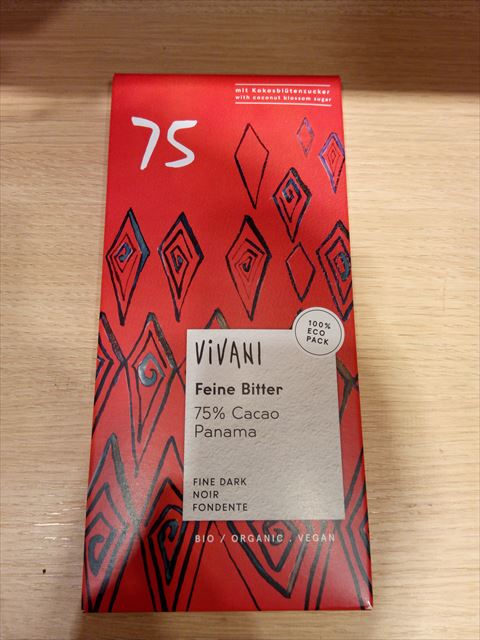 mit Kokosblütenzucker
with coconut blossom sugar
75
100%
ECO
PACK
ViVANI
Feine Bitter
75% Cacao
Panama
FINE DARK
NOIR
FONDENTE
BIO / ORGANIC . VEGAN